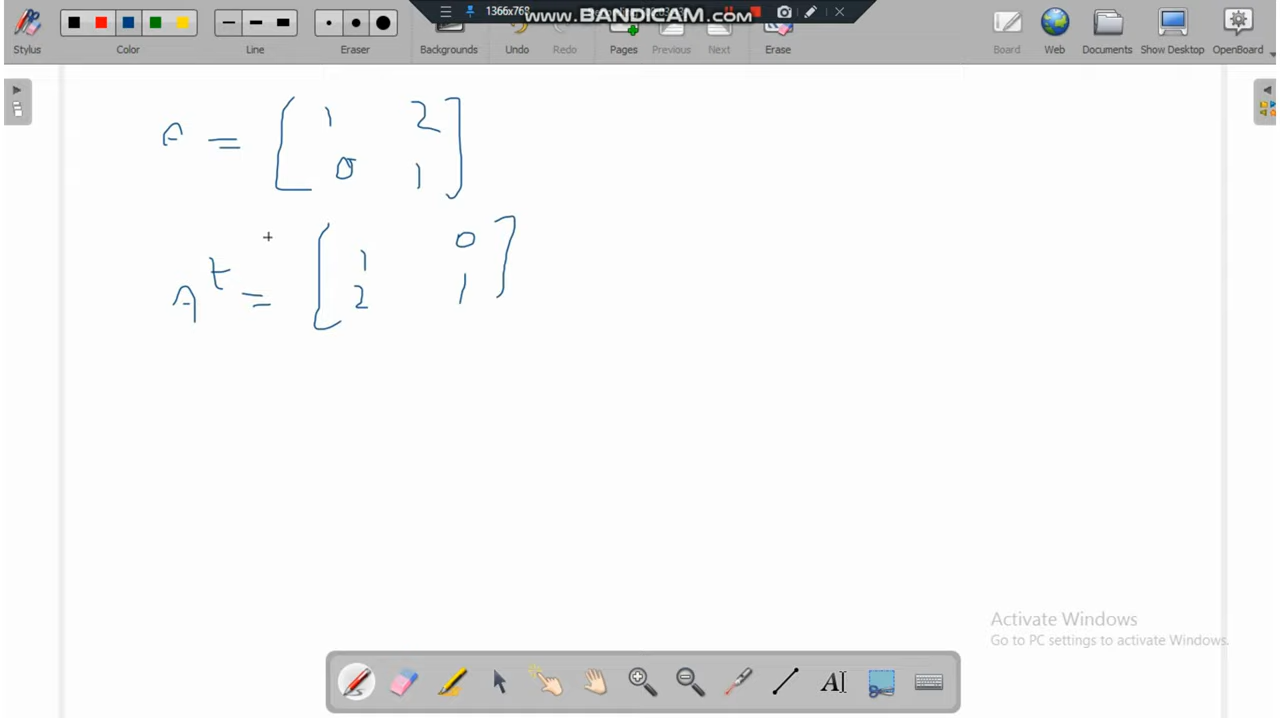 1366x768 www.BANDICAM.com
Stylus Color Line Eraser Backgrounds Undo Redo Pages Previous Next Erase Board Web Documents Show Desktop OpenBoard
A = [ 1 2
0 1 ]
A^t = [ 1 0
2 1 ]
Activate Windows
Go to PC settings to activate Windows.